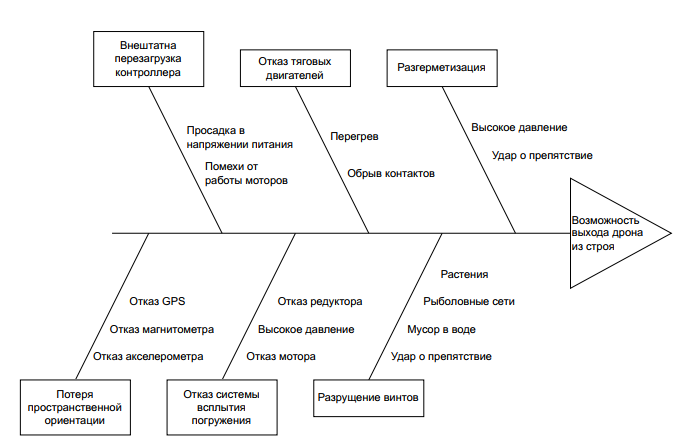 Внештатна
перезагрузка
контроллера
Отказ тяговых
двигателей
Разгерметизация
Просадка в
напряжении питания
Помехи от
работы моторов
Перегрев
Обрыв контактов
Высокое давление
Удар о препятствие
Возможность
выхода дрона
из строя
Отказ GPS
Отказ магнитометра
Отказ акселерометра
Отказ редуктора
Высокое давление
Отказ мотора
Растения
Рыболовные сети
Мусор в воде
Удар о препятствие
Потеря
пространственной
ориентации
Отказ системы
всплытия
погружения
Разрущение винтов